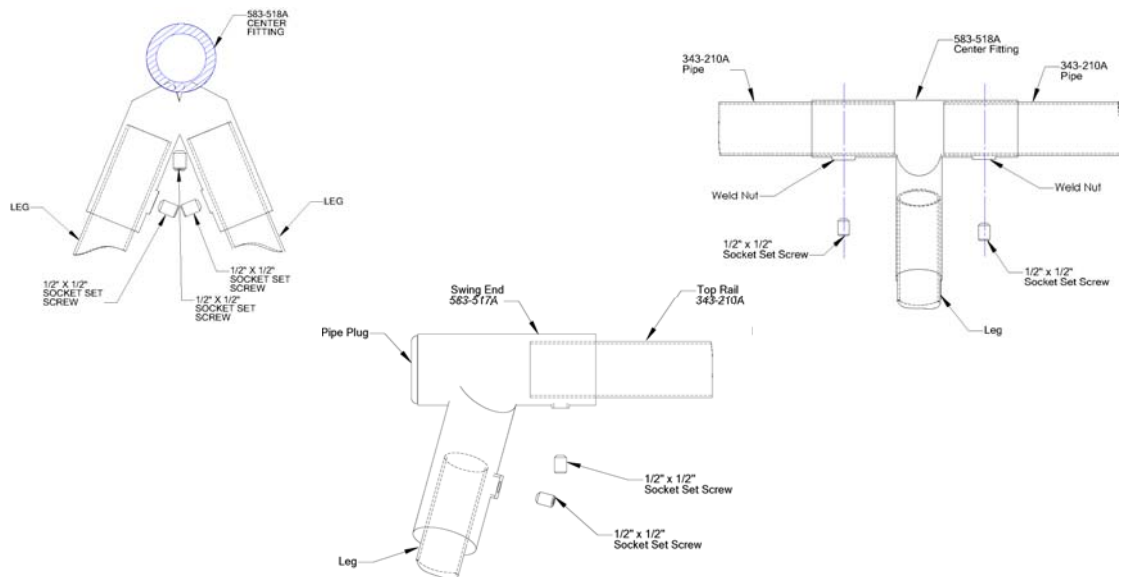 583-518A
CENTER
FITTING
LEG
LEG
1/2" X 1/2"
SOCKET SET
SCREW
1/2" X 1/2"
SOCKET SET
SCREW
1/2" X 1/2"
SOCKET SET
SCREW
583-518A
Center Fitting
343-210A
Pipe
343-210A
Pipe
Weld Nut
Weld Nut
1/2" x 1/2"
Socket Set Screw
1/2" x 1/2"
Socket Set Screw
Leg
Swing End
583-517A
Top Rail
343-210A
Pipe Plug
1/2" x 1/2"
Socket Set Screw
1/2" x 1/2"
Socket Set Screw
Leg